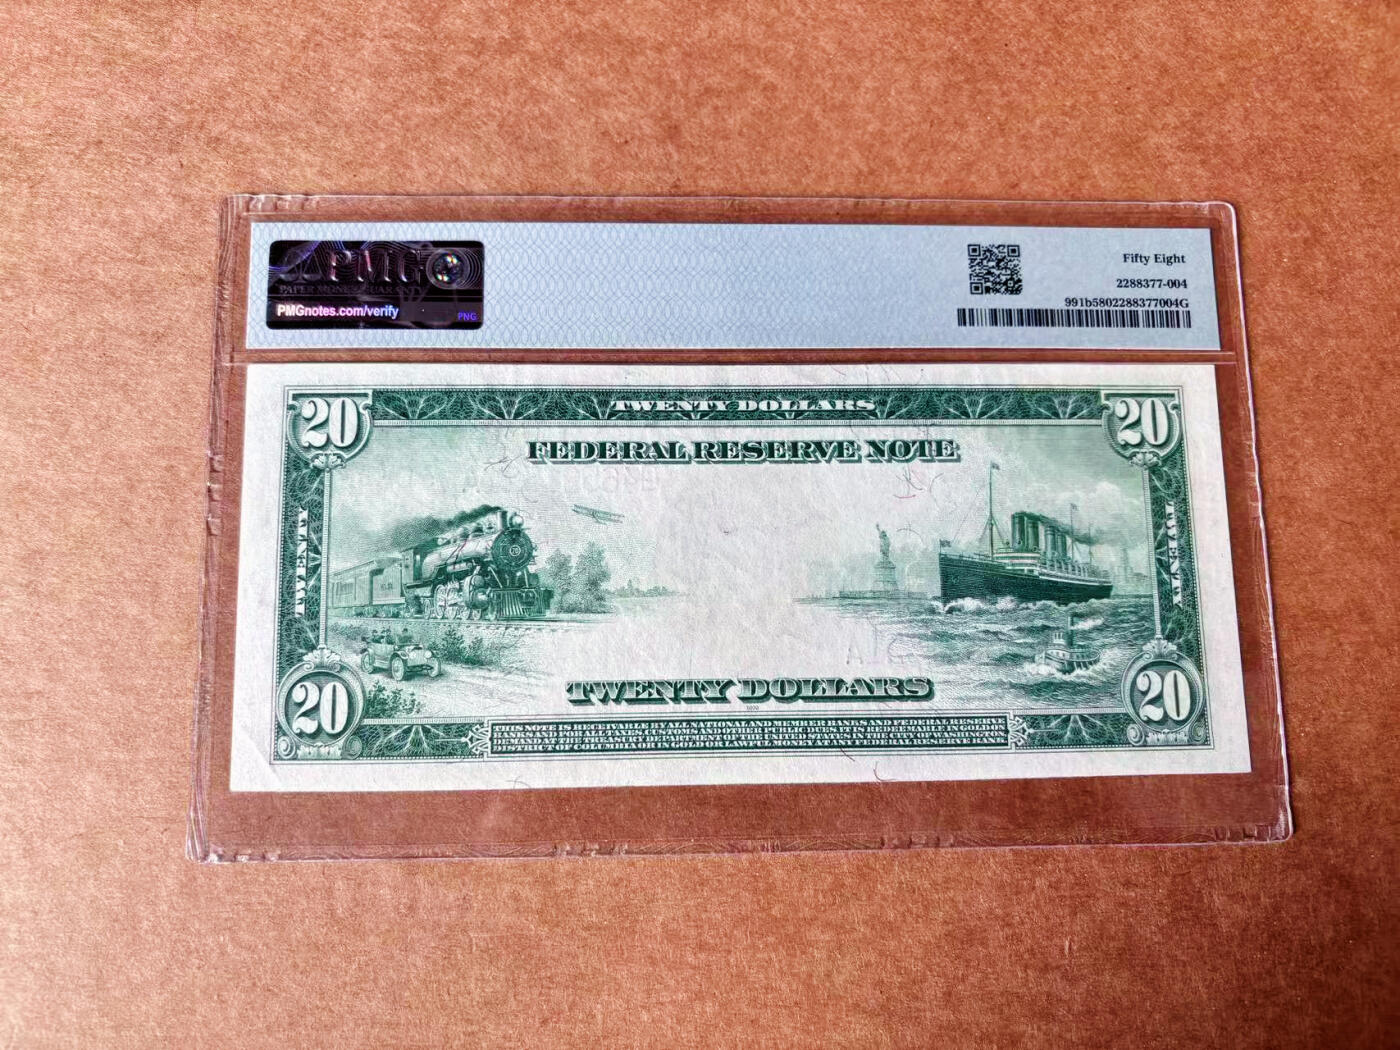 PMG
PAPER MONEY GUARANTY
PMGnotes.com/verify
PNG
Fifty Eight
2288377-004
991b5802288377004G
20
TWENTY DOLLARS
20
FEDERAL RESERVE NOTE
TWENTY
TWENTY
20
TWENTY DOLLARS
20
THIS NOTE IS RECEIVABLE BY ALL NATIONAL AND MEMBER BANKS AND FEDERAL RESERVE
BANKS AND FOR ALL TAXES, CUSTOMS AND OTHER PUBLIC DUES. IT IS REDEEMABLE IN GOLD ON
DEMAND AT THE TREASURY DEPARTMENT OF THE UNITED STATES IN THE CITY OF WASHINGTON,
DISTRICT OF COLUMBIA OR IN GOLD OR LAWFUL MONEY AT ANY FEDERAL RESERVE BANK.